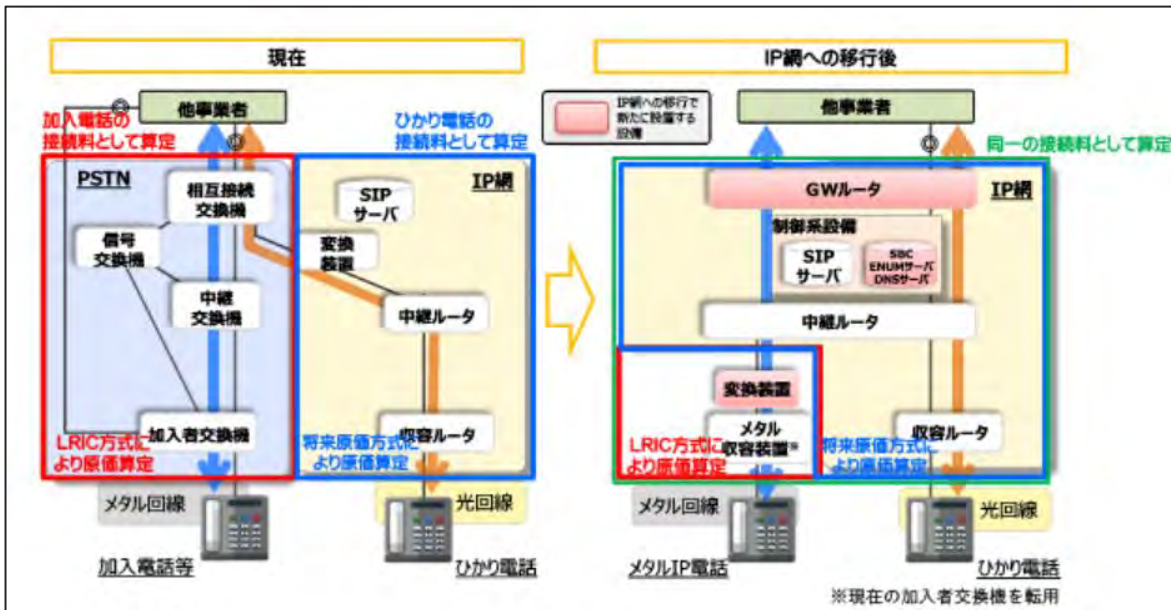 現在
IP網への移行後
他事業者
加入電話の
接続料として算定
ひかり電話の
接続料として算定
PSTN
IP網
相互接続
交換機
SIP
サーバ
信号
交換機
変換
装置
中継
交換機
中継ルータ
加入者交換機
収容ルータ
LRIC方式に
より原価算定
将来原価方式に
より原価算定
メタル回線
光回線
加入電話等
ひかり電話
IP網への移行で
新たに設置する
設備
他事業者
同一の接続料として算定
GWルータ
IP網
制御系設備
SIP
サーバ
SBC
ENUMサーバ
DNSサーバ
中継ルータ
変換装置
メタル
収容装置※
収容ルータ
LRIC方式に
より原価算定
将来原価方式に
より原価算定
メタル回線
光回線
メタルIP電話
ひかり電話
※現在の加入者交換機を転用